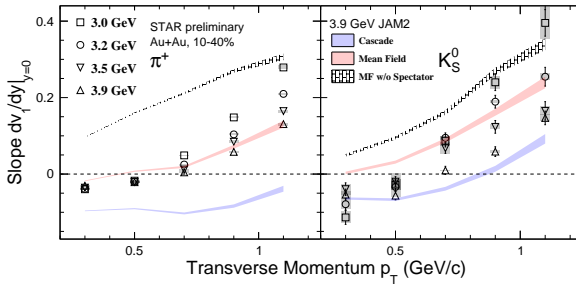 0.4
0.2
0
Slope dv₁/dy|y=0
3.0 GeV
3.2 GeV
3.5 GeV
3.9 GeV
STAR preliminary
Au+Au, 10-40%
π⁺
3.9 GeV JAM2
Cascade
Mean Field
MF w/o Spectator
K⁰S
0.5 1 0.5 1
Transverse Momentum pT (GeV/c)